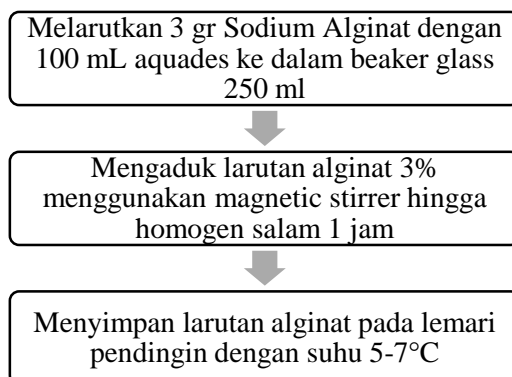 Melarutkan 3 gr Sodium Alginat dengan
100 mL aquades ke dalam beaker glass
250 ml
Mengaduk larutan alginat 3%
menggunakan magnetic stirrer hingga
homogen salam 1 jam
Menyimpan larutan alginat pada lemari
pendingin dengan suhu 5-7°C